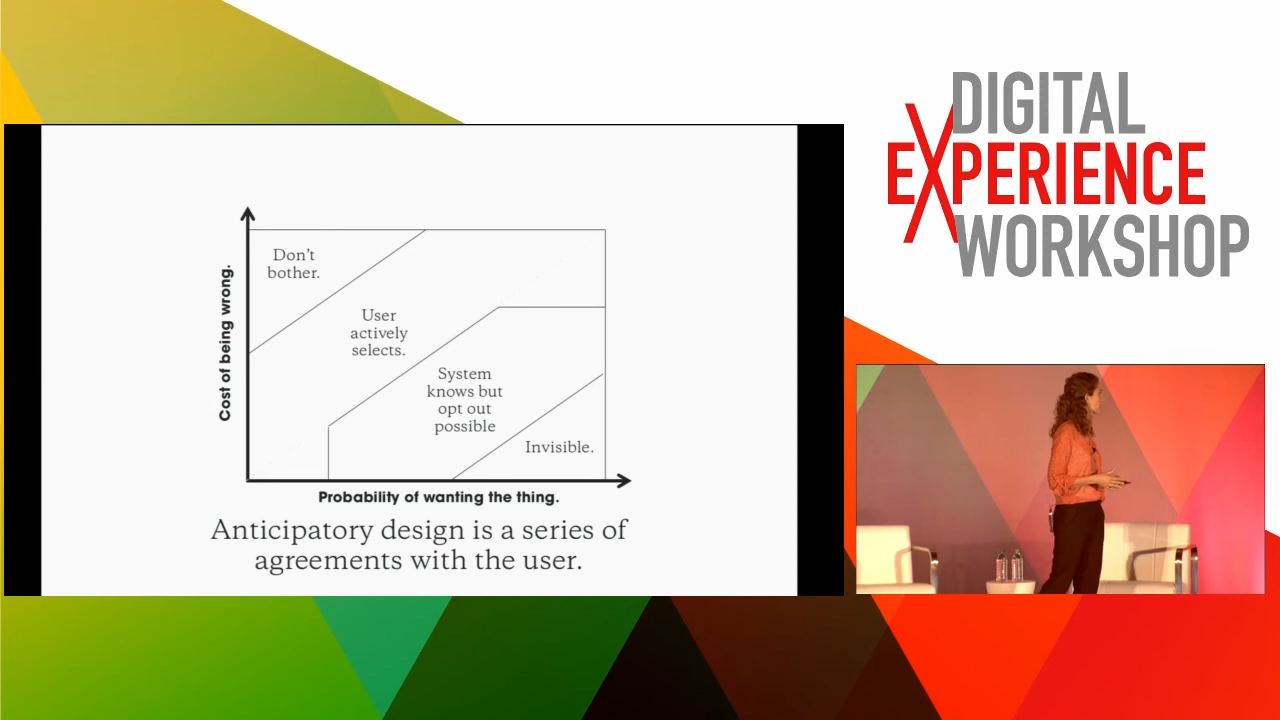 DIGITAL
EXPERIENCE
WORKSHOP
Don’t
bother.
User
actively
selects.
System
knows but
opt out
possible
Invisible.
Cost of being wrong.
Probability of wanting the thing.
Anticipatory design is a series of
agreements with the user.